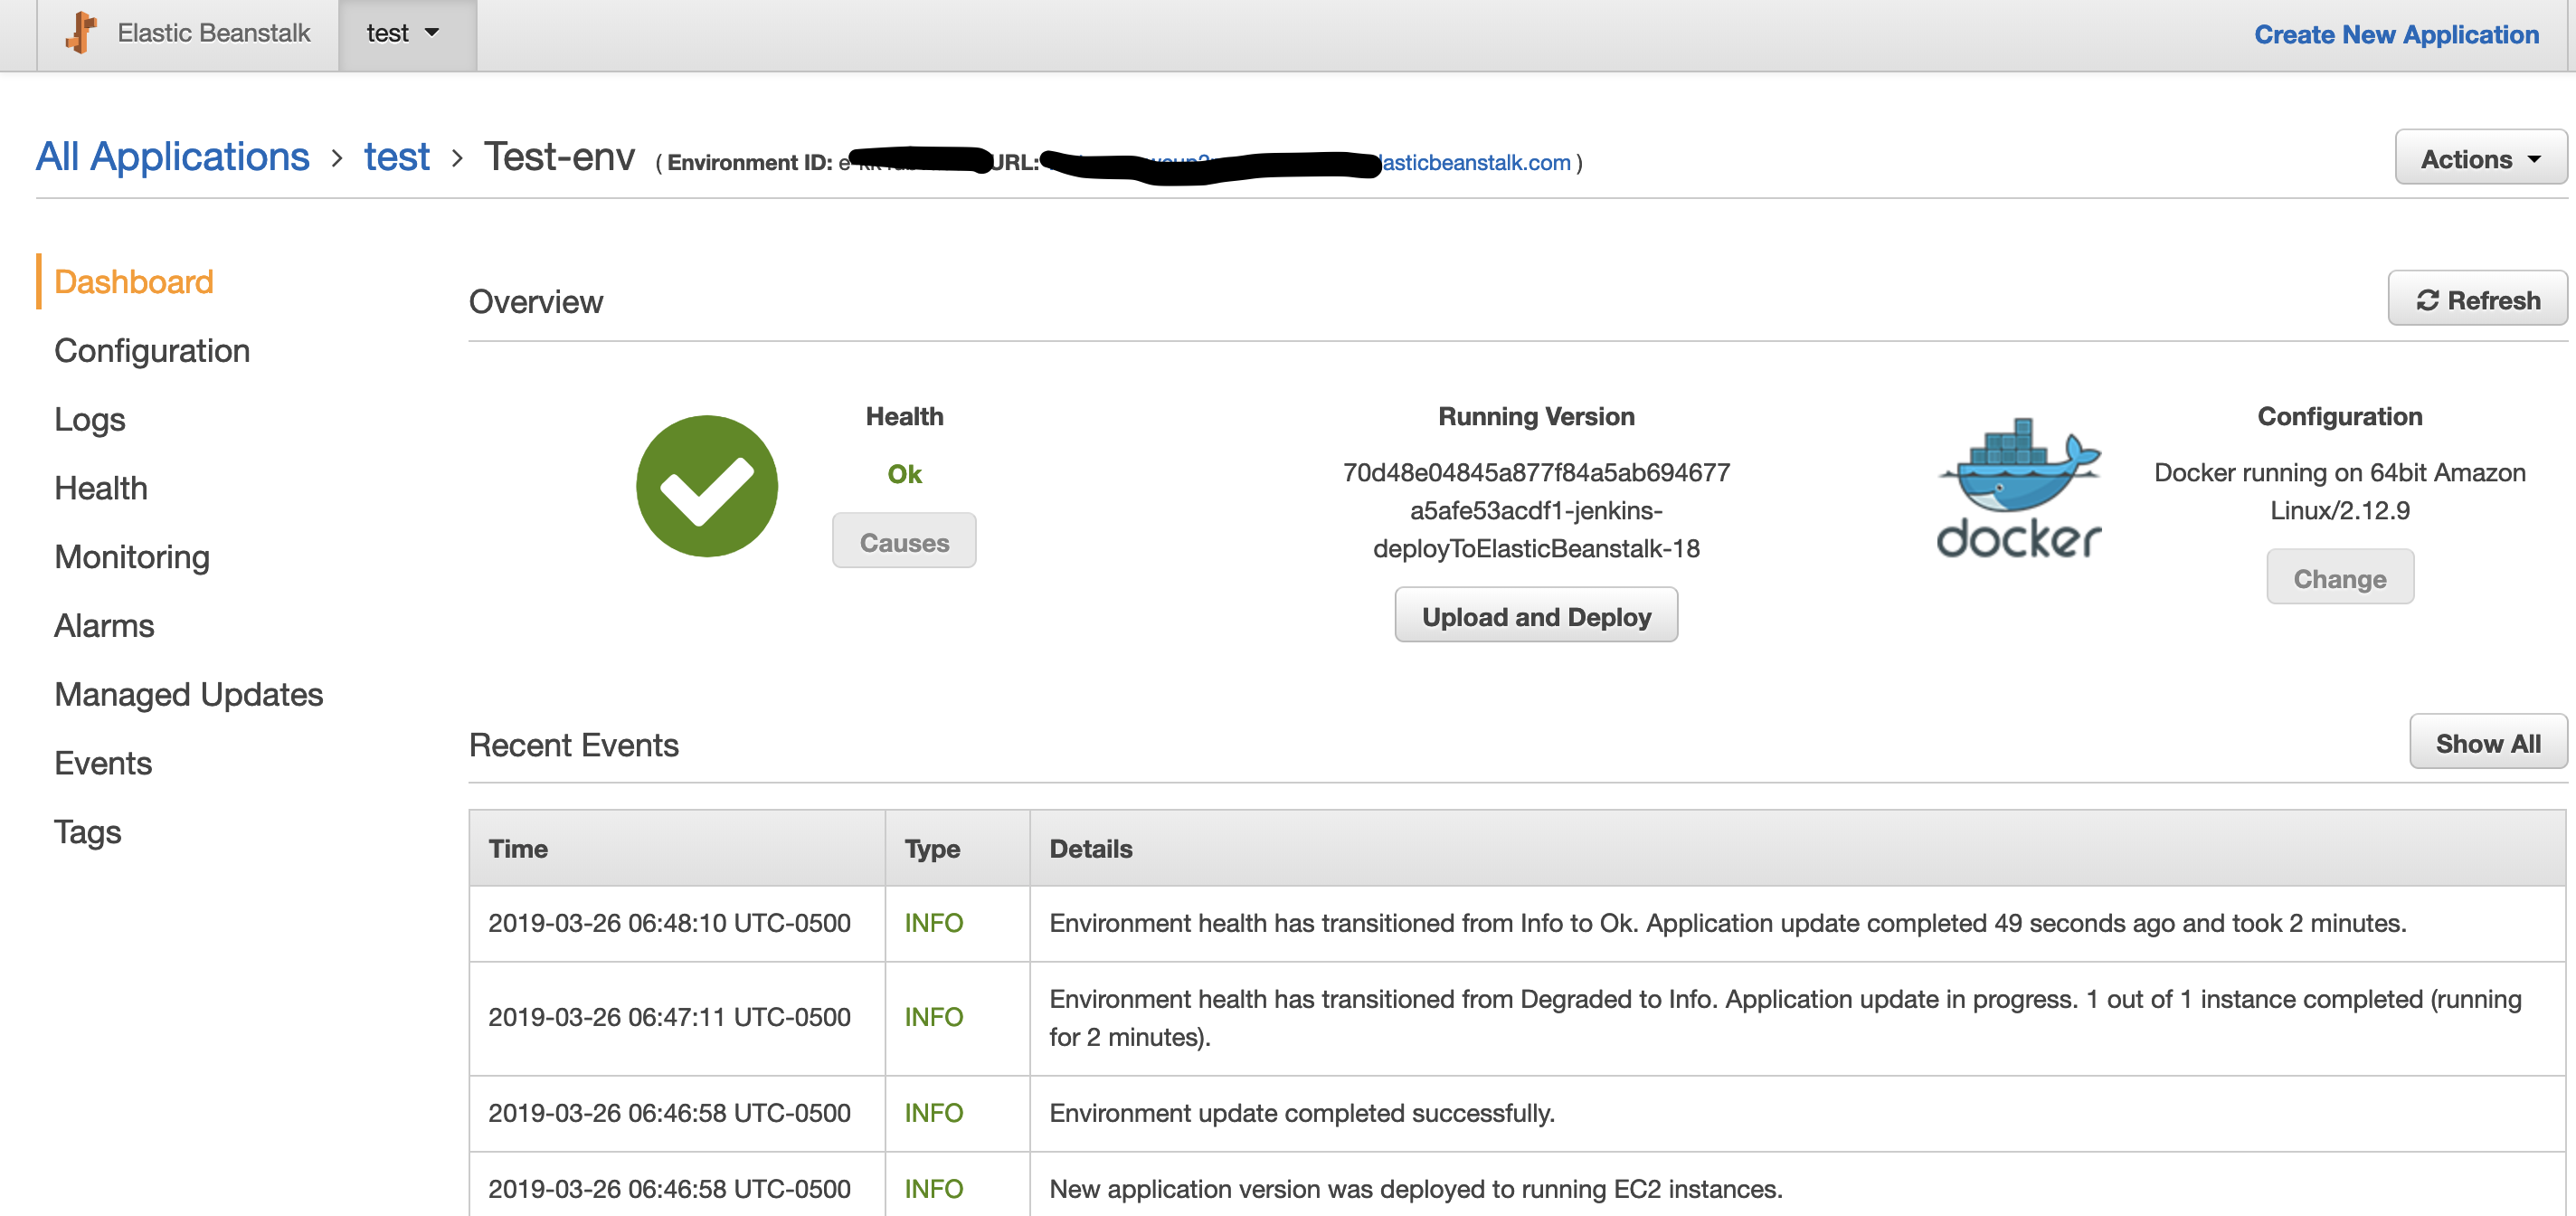 Elastic Beanstalk test Create New Application
All Applications > test > Test-env ( Environment ID: URL: lasticbeanstalk.com ) Actions
Dashboard
Configuration
Logs
Health
Monitoring
Alarms
Managed Updates
Events
Tags
Overview Refresh
Health
Ok
Causes
Running Version
70d48e04845a877f84a5ab694677
a5afe53acdf1-jenkins-
deployToElasticBeanstalk-18
Upload and Deploy
docker
Configuration
Docker running on 64bit Amazon
Linux/2.12.9
Change
Recent Events Show All
Time Type Details
2019-03-26 06:48:10 UTC-0500 INFO Environment health has transitioned from Info to Ok. Application update completed 49 seconds ago and took 2 minutes.
2019-03-26 06:47:11 UTC-0500 INFO Environment health has transitioned from Degraded to Info. Application update in progress. 1 out of 1 instance completed (running
for 2 minutes).
2019-03-26 06:46:58 UTC-0500 INFO Environment update completed successfully.
2019-03-26 06:46:58 UTC-0500 INFO New application version was deployed to running EC2 instances.